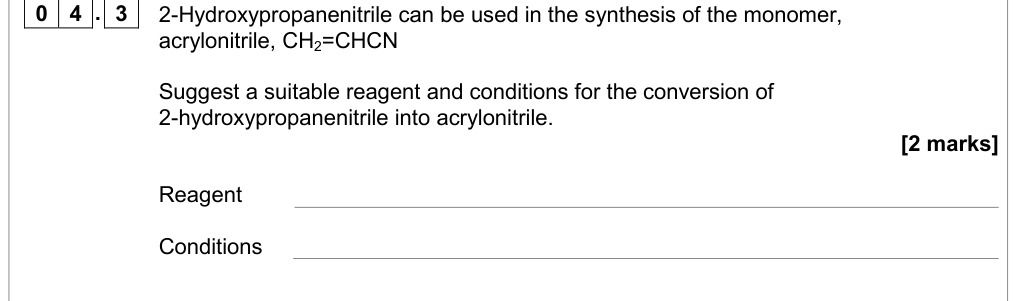 0 4 . 3 2-Hydroxypropanenitrile can be used in the synthesis of the monomer,
acrylonitrile, CH₂=CHCN
Suggest a suitable reagent and conditions for the conversion of
2-hydroxypropanenitrile into acrylonitrile.
[2 marks]
Reagent
Conditions